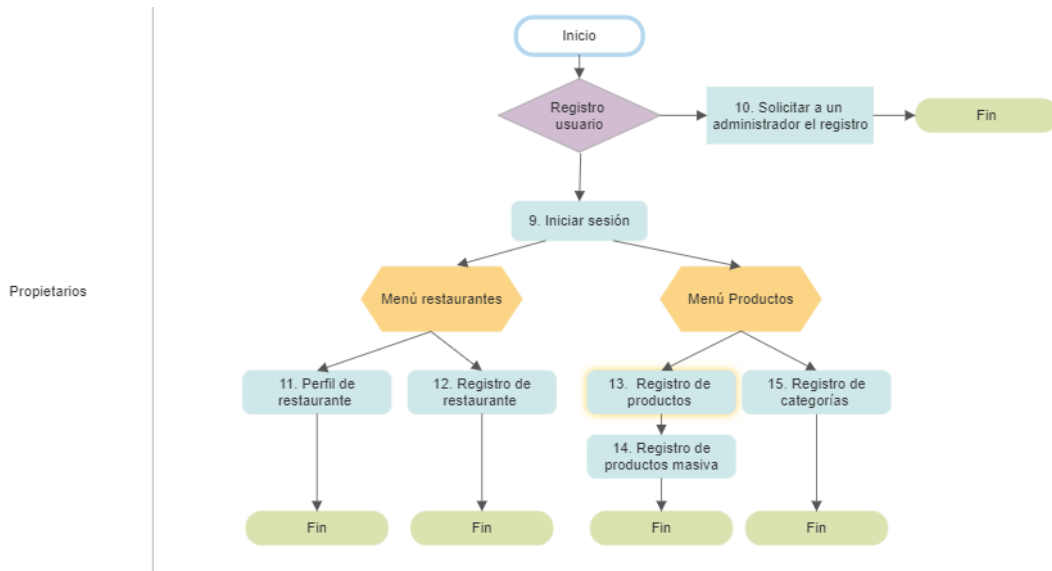 Inicio
Registro
usuario
10. Solicitar a un
administrador el registro
Fin
9. Iniciar sesión
Propietarios
Menú restaurantes
Menú Productos
11. Perfil de
restaurante
12. Registro de
restaurante
13. Registro de
productos
15. Registro de
categorías
14. Registro de
productos masiva
Fin
Fin
Fin
Fin